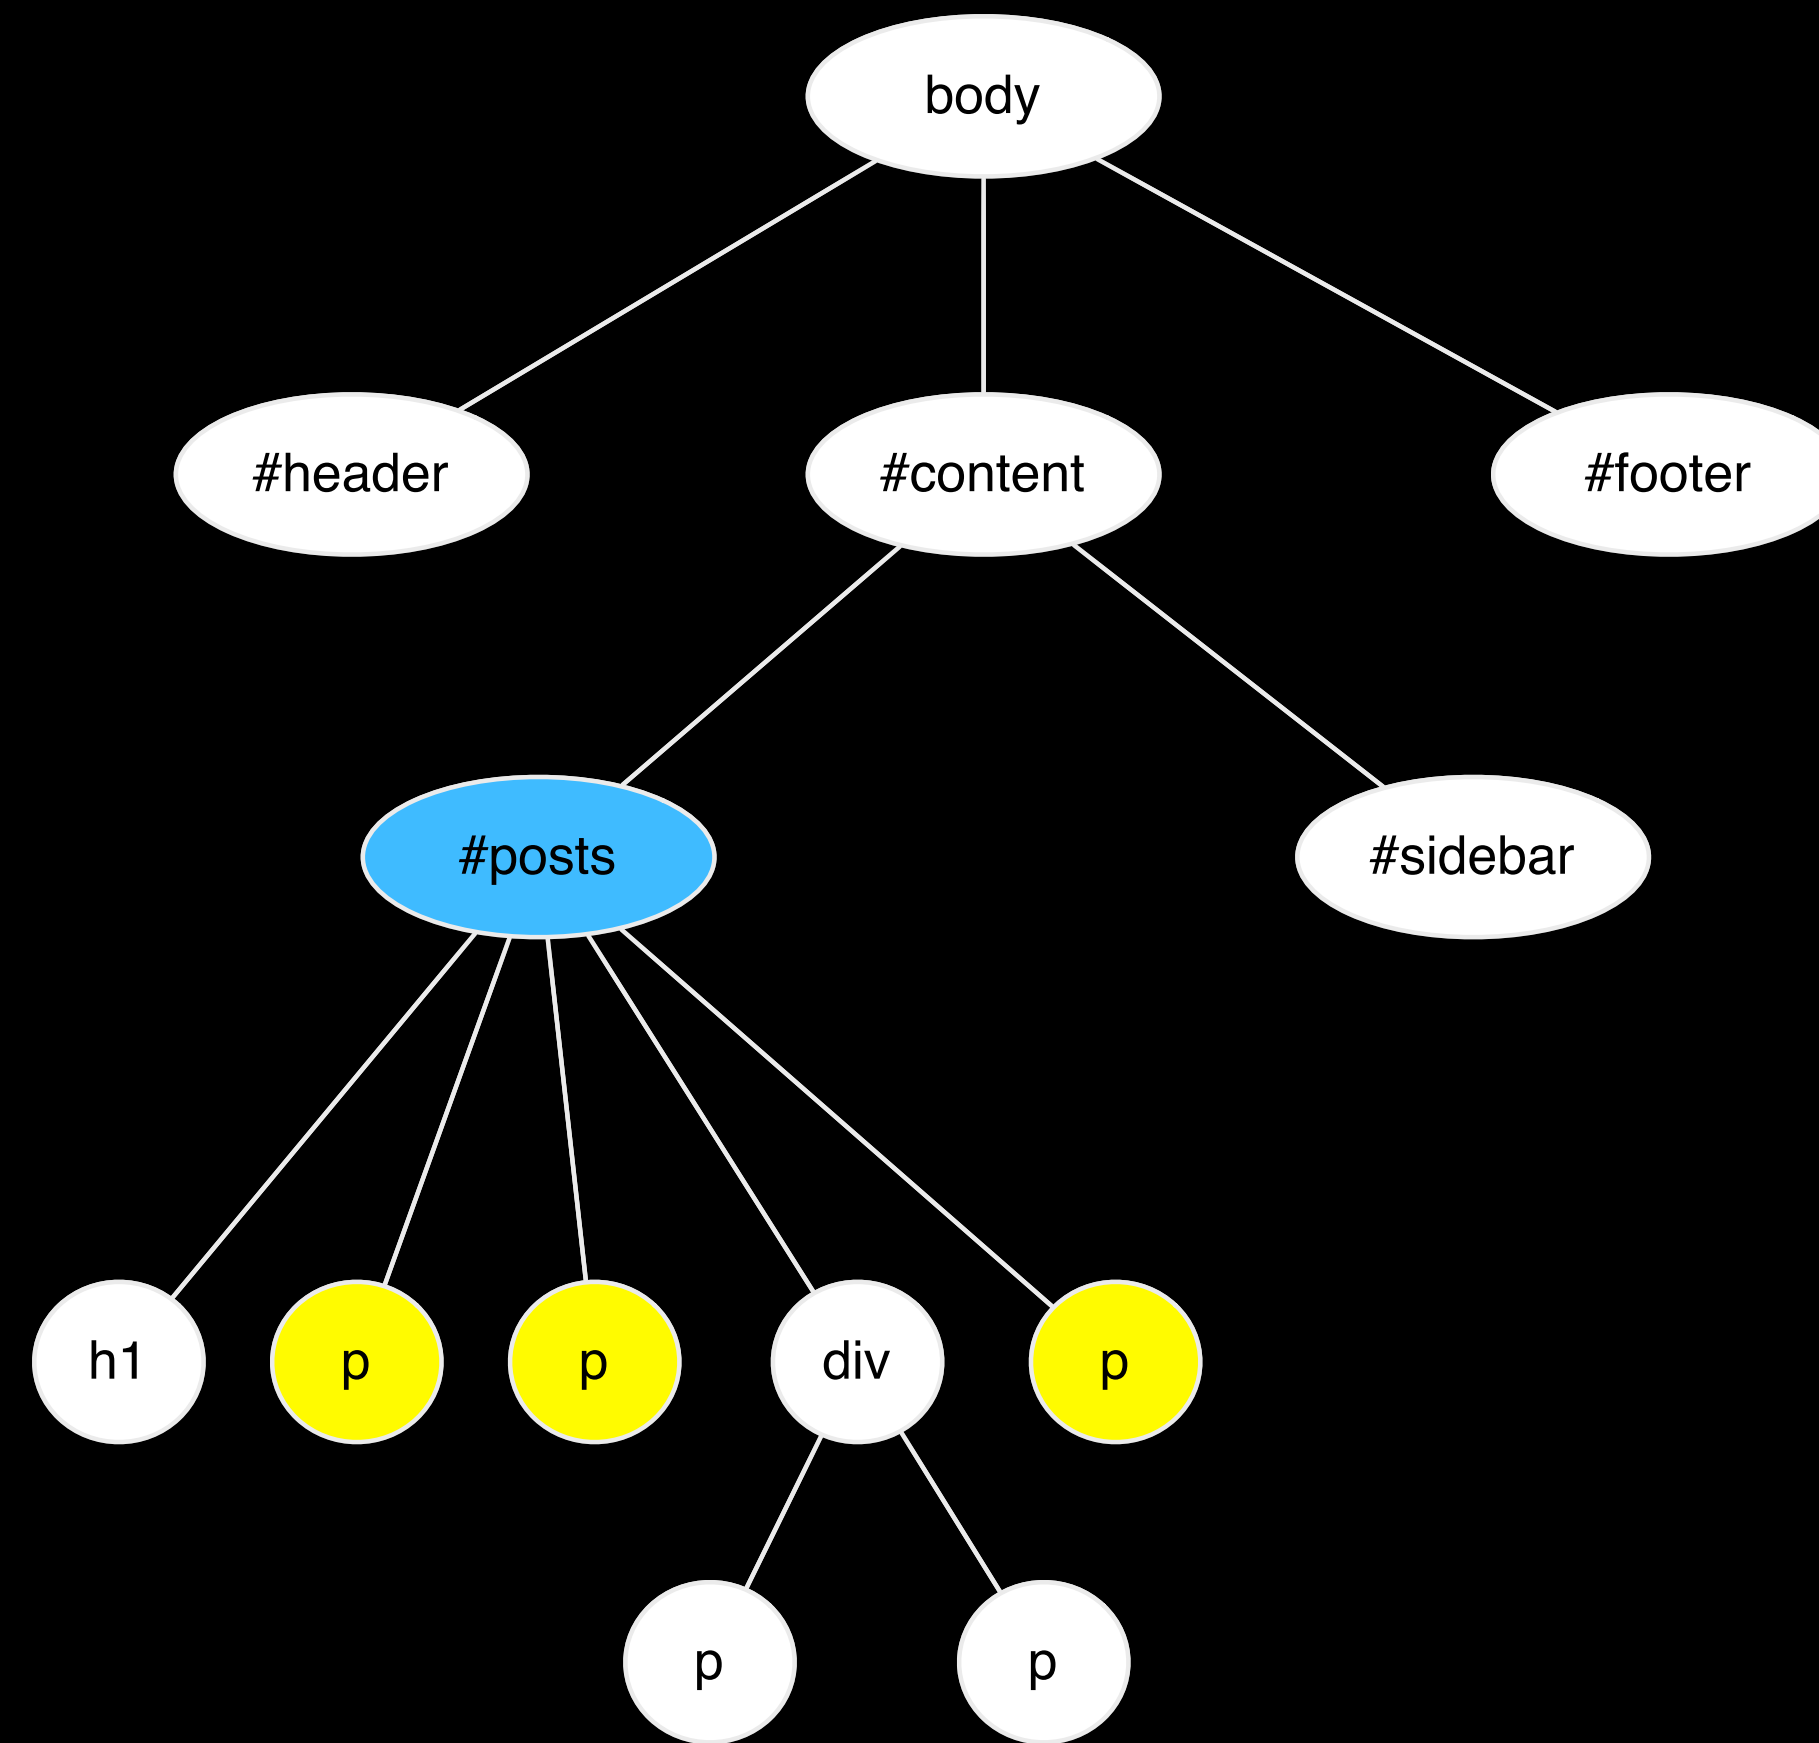 body
#header
#content
#footer
#posts
#sidebar
h1
p
p
div
p
p
p